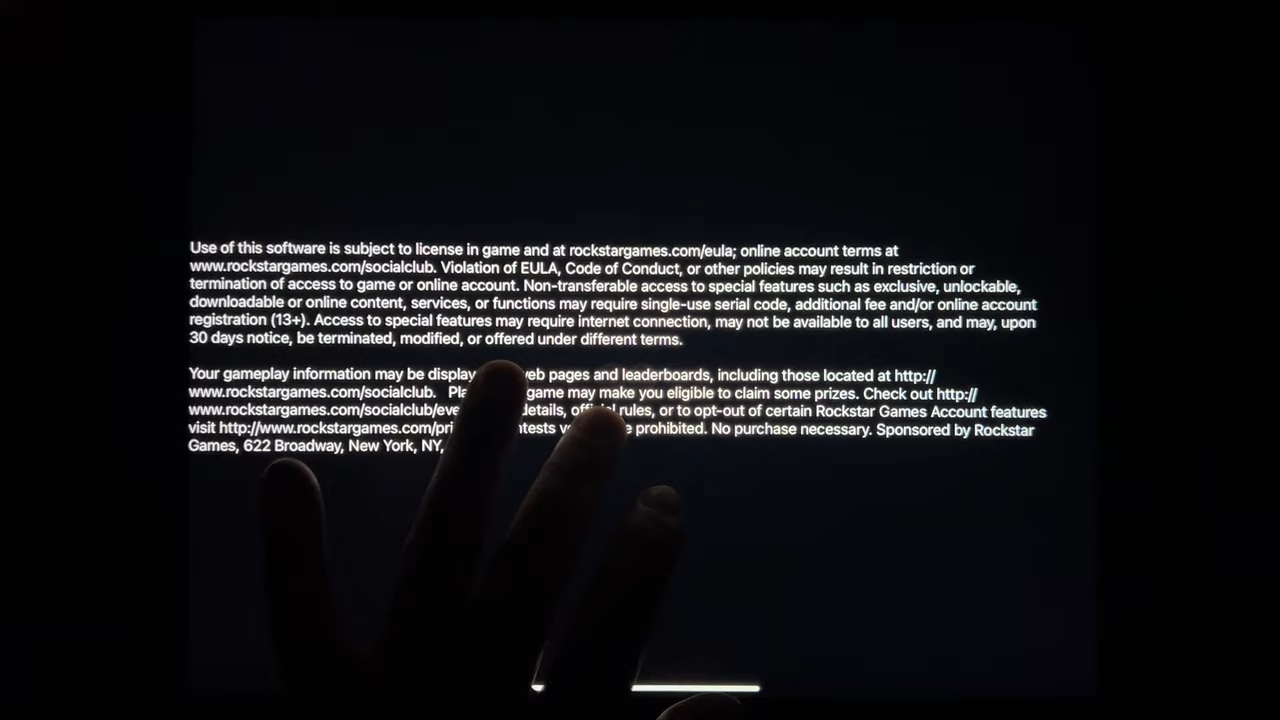 Use of this software is subject to license in game and at rockstargames.com/eula; online account terms at
www.rockstargames.com/socialclub. Violation of EULA, Code of Conduct, or other policies may result in restriction or
termination of access to game or online account. Non-transferable access to special features such as exclusive, unlockable,
downloadable or online content, services, or functions may require single-use serial code, additional fee and/or online account
registration (13+). Access to special features may require internet connection, may not be available to all users, and may, upon
30 days notice, be terminated, modified, or offered under different terms.
Your gameplay information may be display web pages and leaderboards, including those located at http://
www.rockstargames.com/socialclub. game may make you eligible to claim some prizes. Check out http://
www.rockstargames.com/socialclub/eve details, official rules, or to opt-out of certain Rockstar Games Account features
visit http://www.rockstargames.com/pri prohibited. No purchase necessary. Sponsored by Rockstar
Games, 622 Broadway, New York, NY,